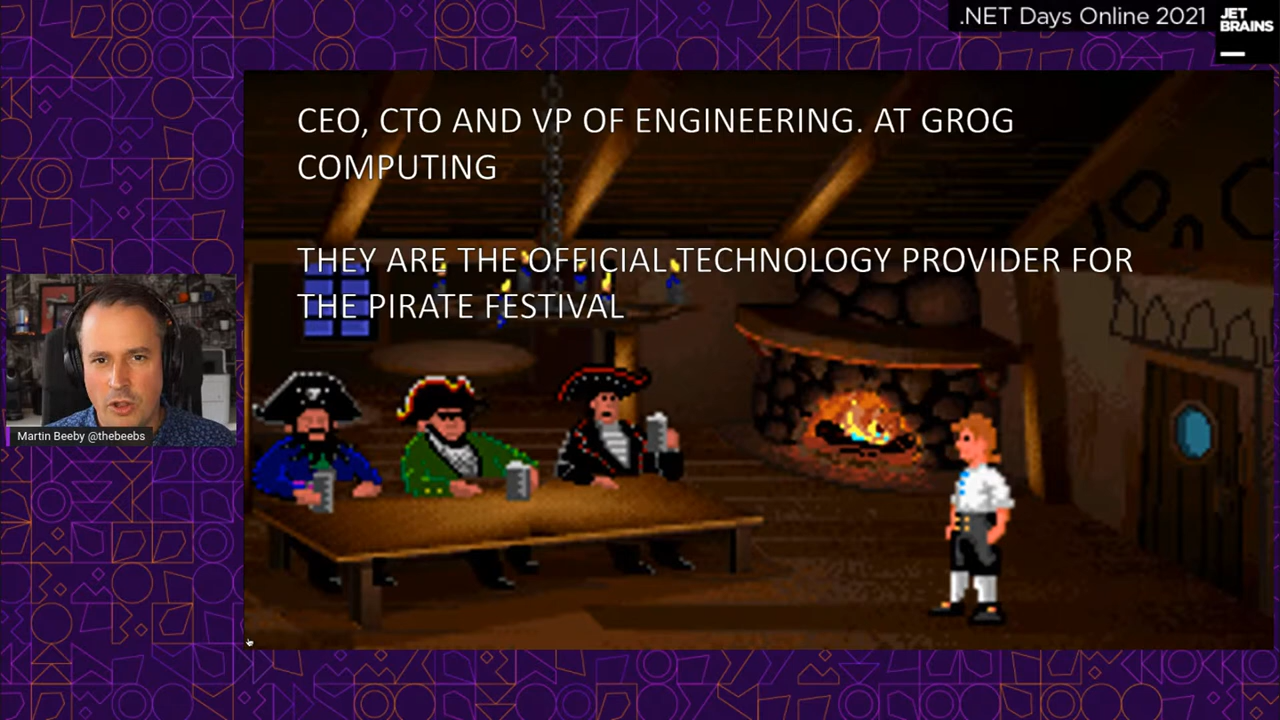 .NET Days Online 2021
JET
BRAINS
CEO, CTO AND VP OF ENGINEERING. AT GROG
COMPUTING
THEY ARE THE OFFICIAL TECHNOLOGY PROVIDER FOR
THE PIRATE FESTIVAL
Martin Beeby @thebeebs